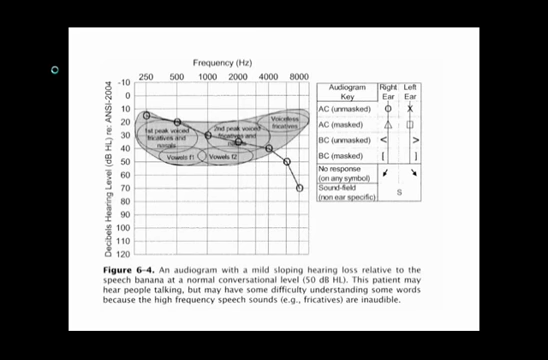 Frequency (Hz)
250 500 1000 2000 4000 8000
Decibels Hearing Level (dB HL) re: ANSI-2004
-10
0
10
20
30
40
50
60
70
80
90
100
110
120
1st peak voiced
fricatives and
nasals
2nd peak voiced
fricatives and
Voiceless
fricatives
Vowels f1
Vowels f2
Audiogram Key Right Ear Left Ear
AC (unmasked) O X
AC (masked) △ □
BC (unmasked) < >
BC (masked) [ ]
No response
(on any symbol)
Sound-field
(non ear specific) S
Figure 6-4. An audiogram with a mild sloping hearing loss relative to the
speech banana at a normal conversational level (50 dB HL). This patient may
hear people talking, but may have some difficulty understanding some words
because the high frequency speech sounds (e.g., fricatives) are inaudible.